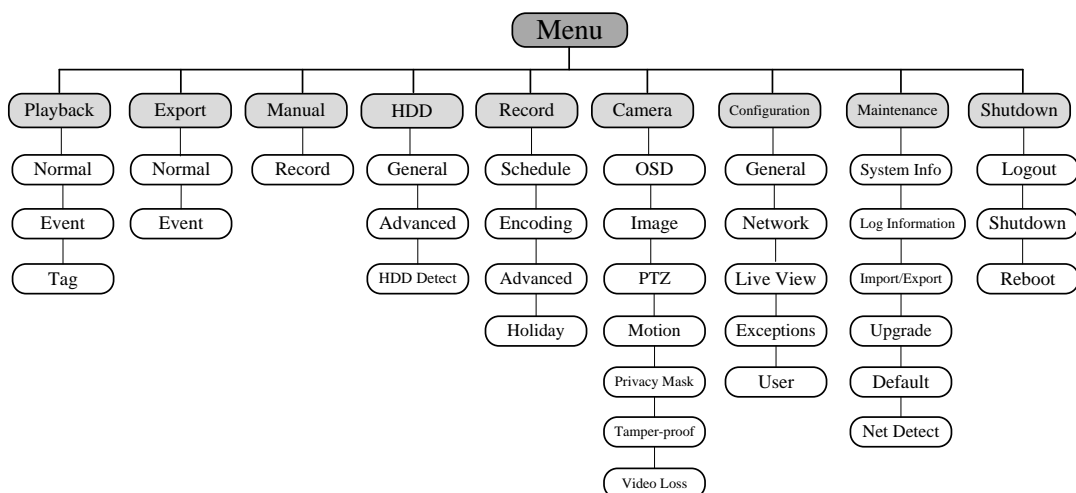 Menu
Playback
Export
Manual
HDD
Record
Camera
Configuration
Maintenance
Shutdown
Normal
Normal
Record
General
Schedule
OSD
General
System Info
Logout
Event
Event
Advanced
Encoding
Image
Network
Log Information
Shutdown
Tag
HDD Detect
Advanced
PTZ
Live View
Import/Export
Reboot
Holiday
Motion
Exceptions
Upgrade
Privacy Mask
User
Default
Tamper-proof
Net Detect
Video Loss